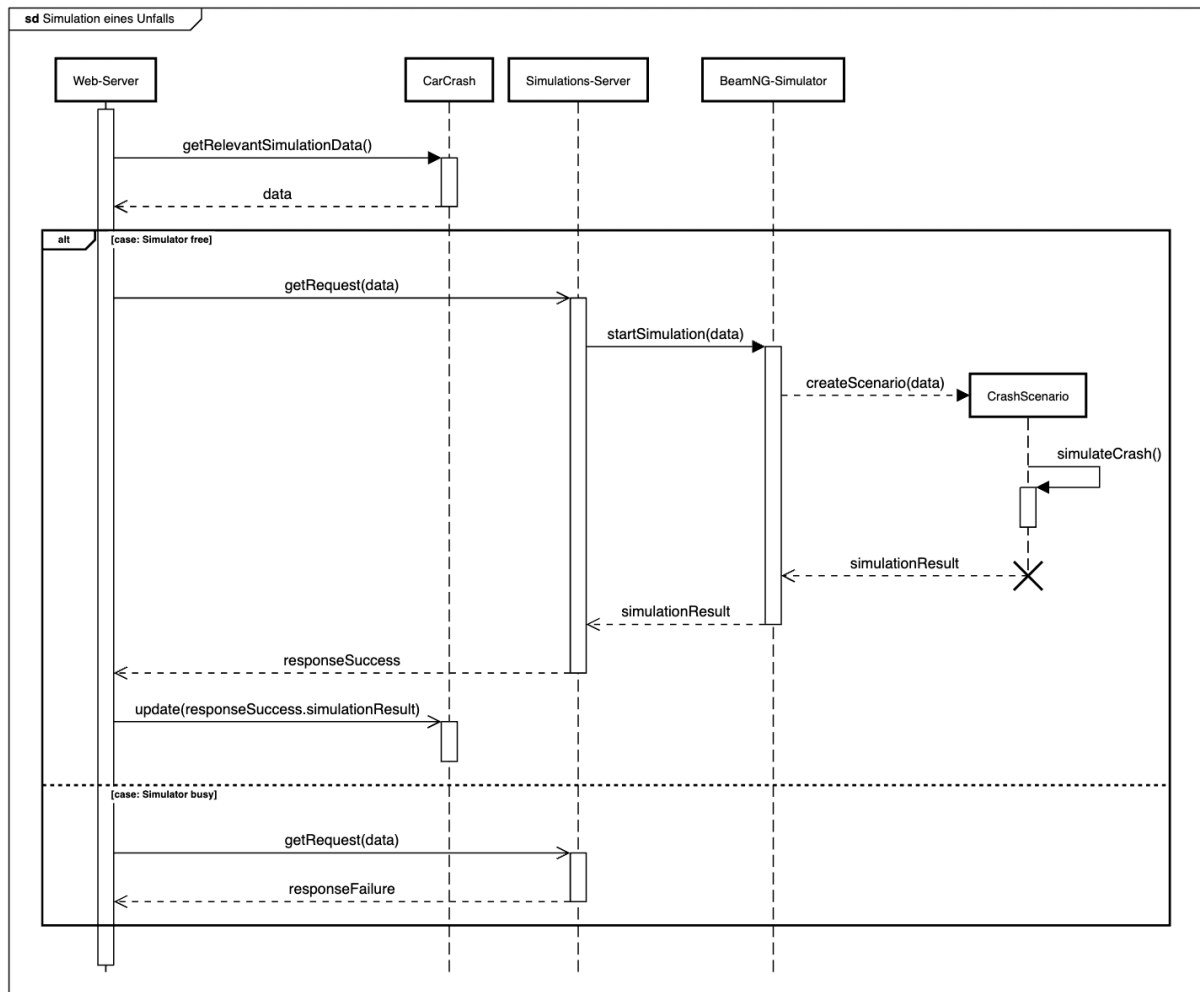 sd Simulation eines Unfalls
Web-Server
CarCrash
Simulations-Server
BeamNG-Simulator
getRelevantSimulationData()
data
alt
[case: Simulator free]
getRequest(data)
startSimulation(data)
createScenario(data)
CrashScenario
simulateCrash()
simulationResult
simulationResult
responseSuccess
update(responseSuccess.simulationResult)
[case: Simulator busy]
getRequest(data)
responseFailure